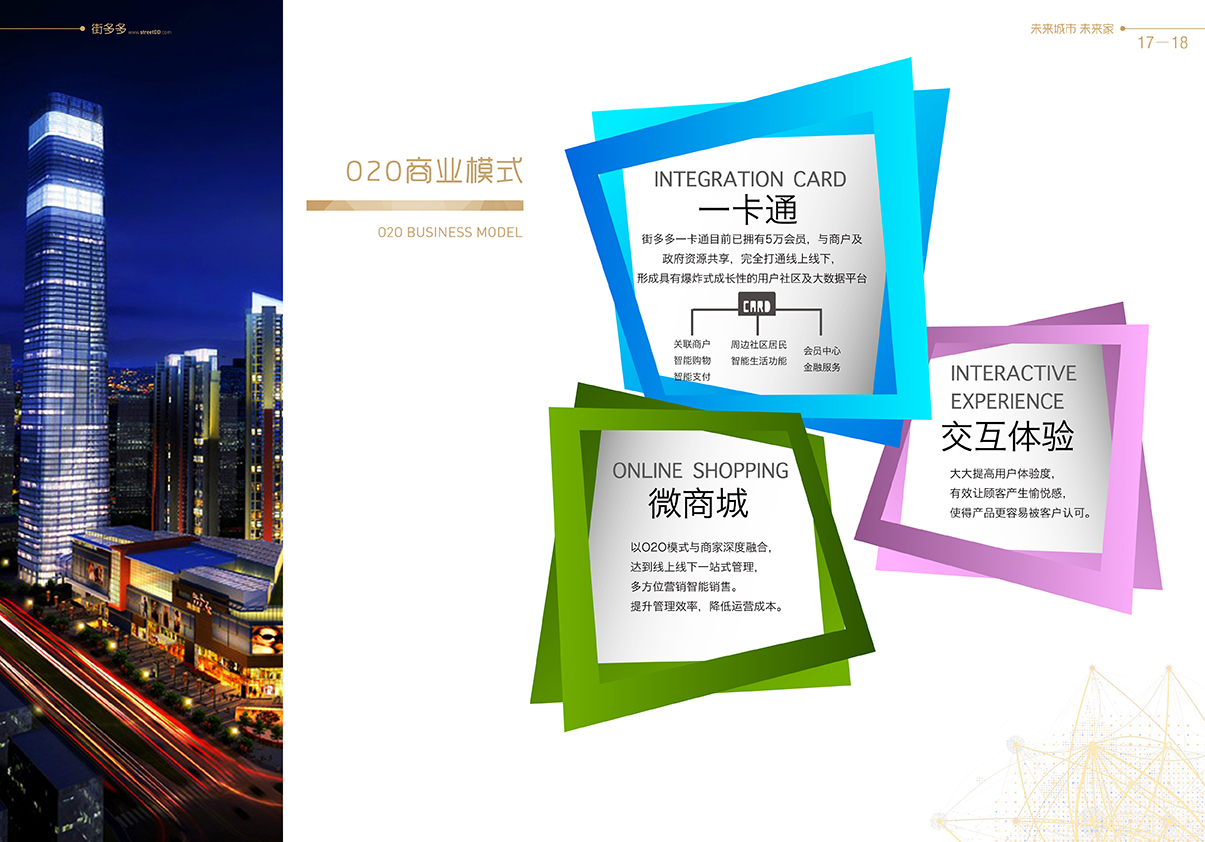 街多多 www.streetDD.com
未来城市 未来家
17—18
O2O商业模式
O2O BUSINESS MODEL
INTEGRATION CARD
一卡通
街多多一卡通目前已拥有5万会员，与商户及
政府资源共享，完全打通线上线下，
形成具有爆炸式成长性的用户社区及大数据平台
CARD
关联商户
智能购物
智能支付
周边社区居民
智能生活功能
会员中心
金融服务
INTERACTIVE
EXPERIENCE
交互体验
大大提高用户体验度，
有效让顾客产生愉悦感，
使得产品更容易被客户认可。
ONLINE SHOPPING
微商城
以O2O模式与商家深度融合，
达到线上线下一站式管理，
多方位营销智能销售。
提升管理效率，降低运营成本。